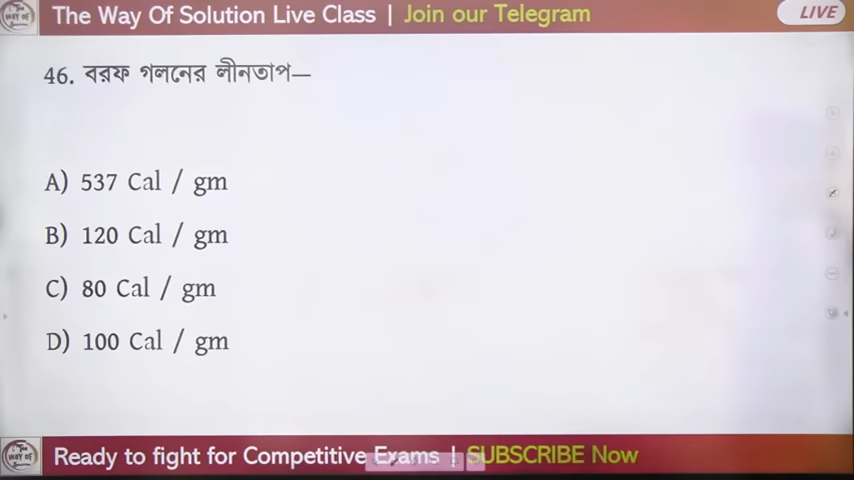 The Way Of Solution Live Class | Join our Telegram
LIVE
46. বরফ গলনের লীনতাপ—
A) 537 Cal / gm
B) 120 Cal / gm
C) 80 Cal / gm
D) 100 Cal / gm
Ready to fight for Competitive Exams | SUBSCRIBE Now